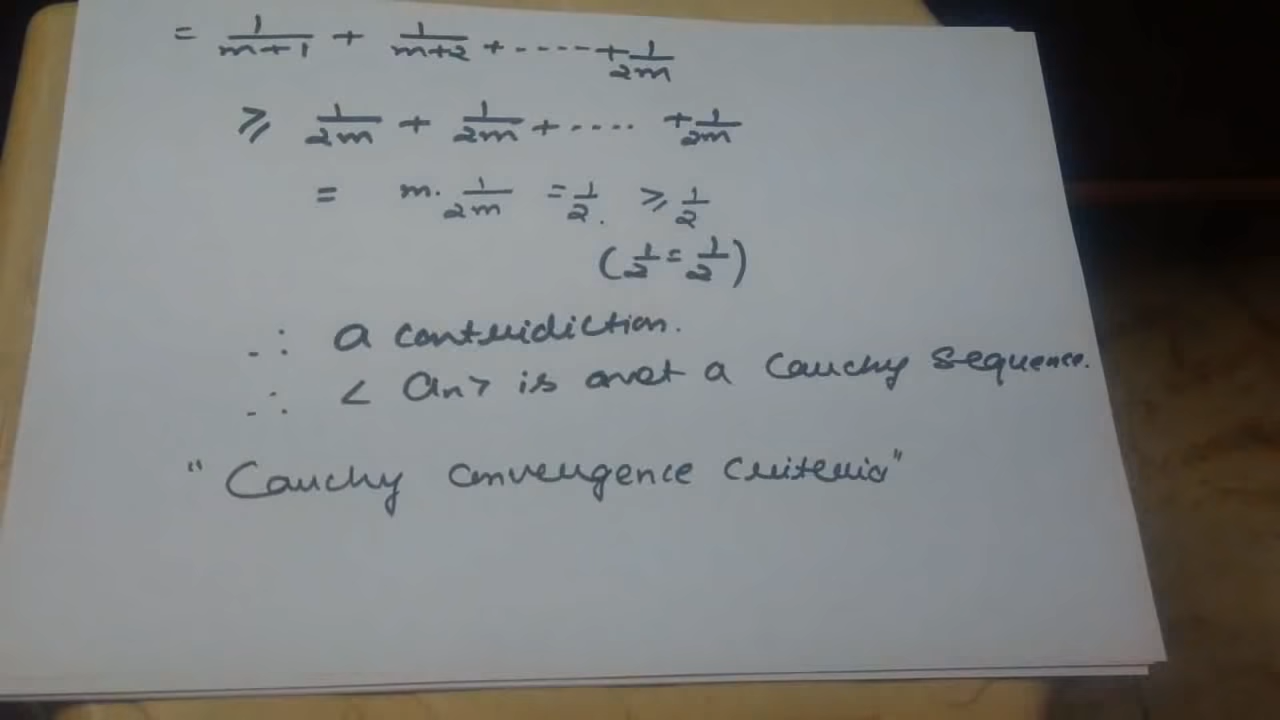 = 1/(m+1) + 1/(m+2) + ----- + 1/2m
≥ 1/2m + 1/2m + .... + 1/2m
= m. 1/2m = 1/2. ≥ 1/2
(1/2 = 1/2)
∴ a contridiction.
∴ < an> is not a Cauchy sequence.
"Cauchy convergence criteria"